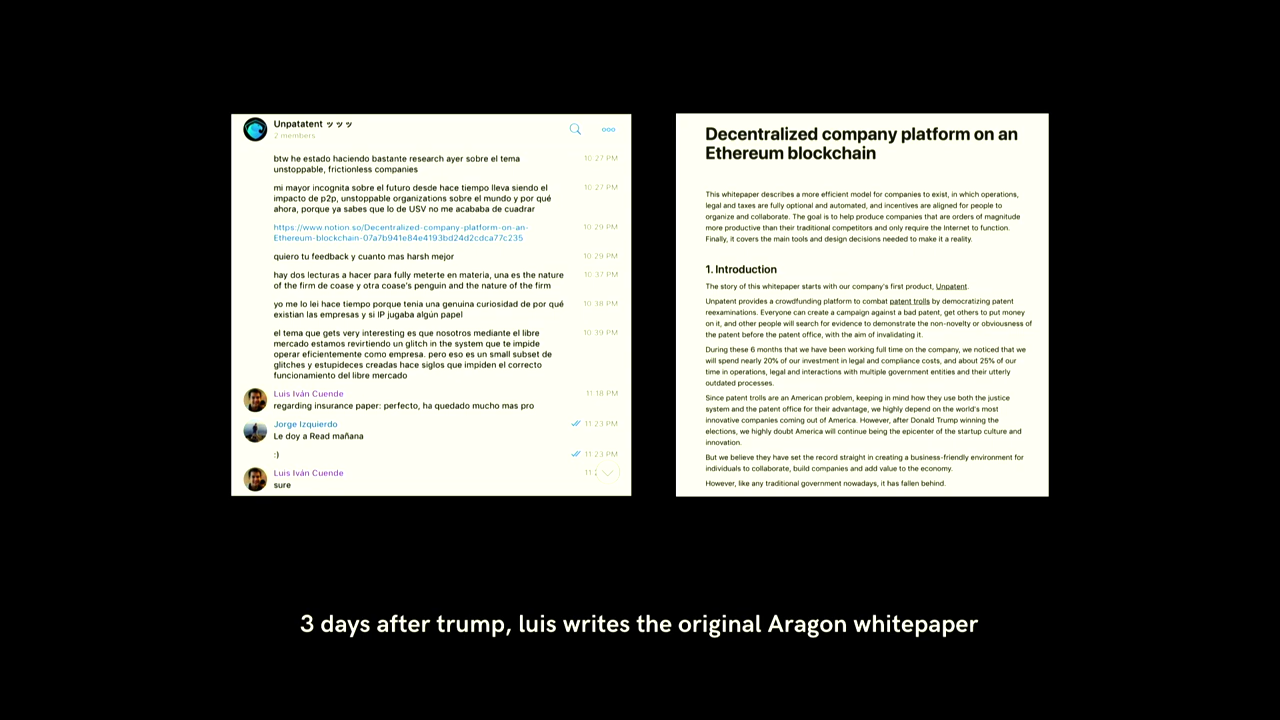 Unpatatent ッ ッ ッ
2 members
btw he estado haciendo bastante research ayer sobre el tema
unstoppable, frictionless companies
10:27 PM
mi mayor incognita sobre el futuro desde hace tiempo lleva siendo el
impacto de p2p, unstoppable organizations sobre el mundo y por qué
ahora, porque ya sabes que lo de USV no me acababa de cuadrar
10:27 PM
https://www.notion.so/Decentralized-company-platform-on-an-
Ethereum-blockchain-07a7b941e84e4193bd24d2cdca77c235
10:29 PM
quiero tu feedback y cuanto mas harsh mejor
10:29 PM
hay dos lecturas a hacer para fully meterte en materia, una es the nature
of the firm de coase y otra coase's penguin and the nature of the firm
10:37 PM
yo me lo lei hace tiempo porque tenia una genuina curiosidad de por qué
existian las empresas y si IP jugaba algún papel
10:38 PM
el tema que gets very interesting es que nosotros mediante el libre
mercado estamos revirtiendo un glitch in the system que te impide
operar eficientemente como empresa. pero eso es un small subset de
glitches y estupideces creadas hace siglos que impiden el correcto
funcionamiento del libre mercado
10:39 PM
Luis Iván Cuende
11:18 PM
regarding insurance paper: perfecto, ha quedado mucho mas pro
Jorge Izquierdo
11:23 PM
Le doy a Read mañana
:)
11:23 PM
Luis Iván Cuende
sure
Decentralized company platform on an
Ethereum blockchain
This whitepaper describes a more efficient model for companies to exist, in which operations,
legal and taxes are fully optional and automated, and incentives are aligned for people to
organize and collaborate. The goal is to help produce companies that are orders of magnitude
more productive than their traditional competitors and only require the Internet to function.
Finally, it covers the main tools and design decisions needed to make it a reality.
1. Introduction
The story of this whitepaper starts with our company's first product, Unpatent.
Unpatent provides a crowdfunding platform to combat patent trolls by democratizing patent
reexaminations. Everyone can create a campaign against a bad patent, get others to put money
on it, and other people will search for evidence to demonstrate the non-novelty or obviousness of
the patent before the patent office, with the aim of invalidating it.
During these 6 months that we have been working full time on the company, we noticed that we
will spend nearly 20% of our investment in legal and compliance costs, and about 25% of our
time in operations, legal and interactions with multiple government entities and their utterly
outdated processes.
Since patent trolls are an American problem, keeping in mind how they use both the justice
system and the patent office for their advantage, we highly depend on the world's most
innovative companies coming out of America. However, after Donald Trump winning the
elections, we highly doubt America will continue being the epicenter of the startup culture and
innovation.
But we believe they have set the record straight in creating a business-friendly environment for
individuals to collaborate, build companies and add value to the economy.
However, like any traditional government nowadays, it has fallen behind.
3 days after trump, luis writes the original Aragon whitepaper